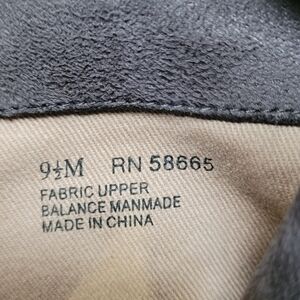 9½M RN 58665
FABRIC UPPER
BALANCE MANMADE
MADE IN CHINA